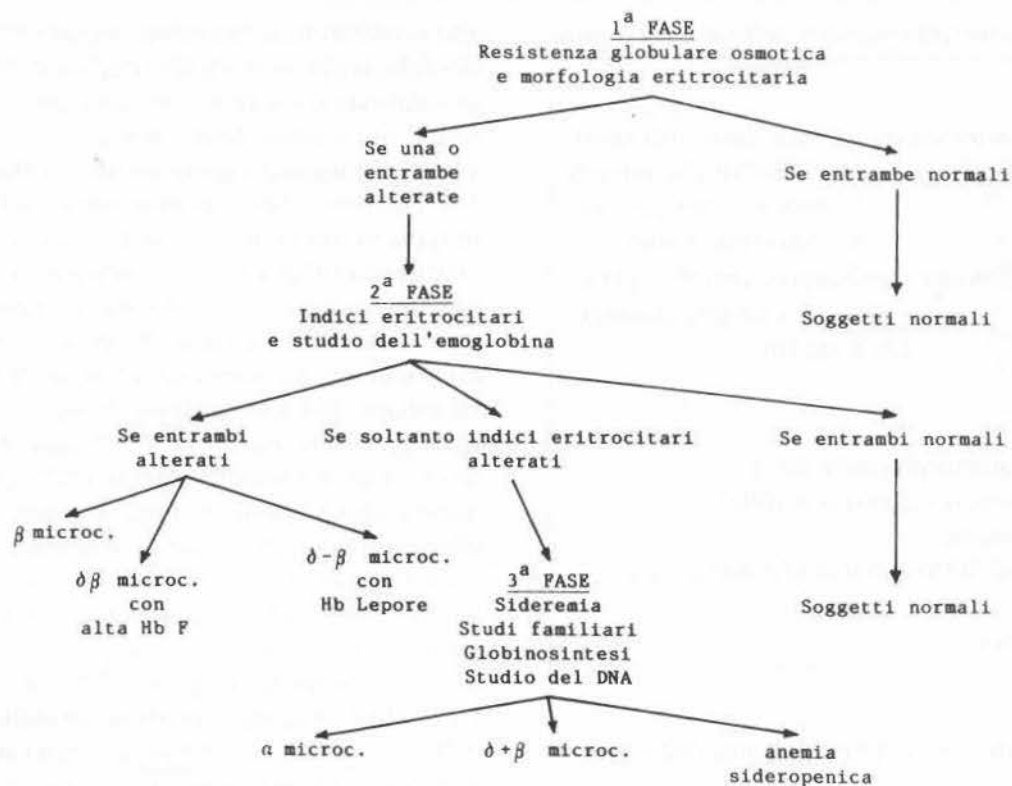 1ª FASE
Resistenza globulare osmotica
e morfologia eritrocitaria
Se una o
entrambe
alterate
Se entrambe normali
2ª FASE
Indici eritrocitari
e studio dell'emoglobina
Soggetti normali
Se entrambi
alterati
Se soltanto indici eritrocitari
alterati
Se entrambi normali
β microc.
δβ microc.
con
alta Hb F
δ-β microc.
con
Hb Lepore
3ª FASE
Sideremia
Studi familiari
Globinosintesi
Studio del DNA
Soggetti normali
α microc.
δ+β microc.
anemia
sideropenica